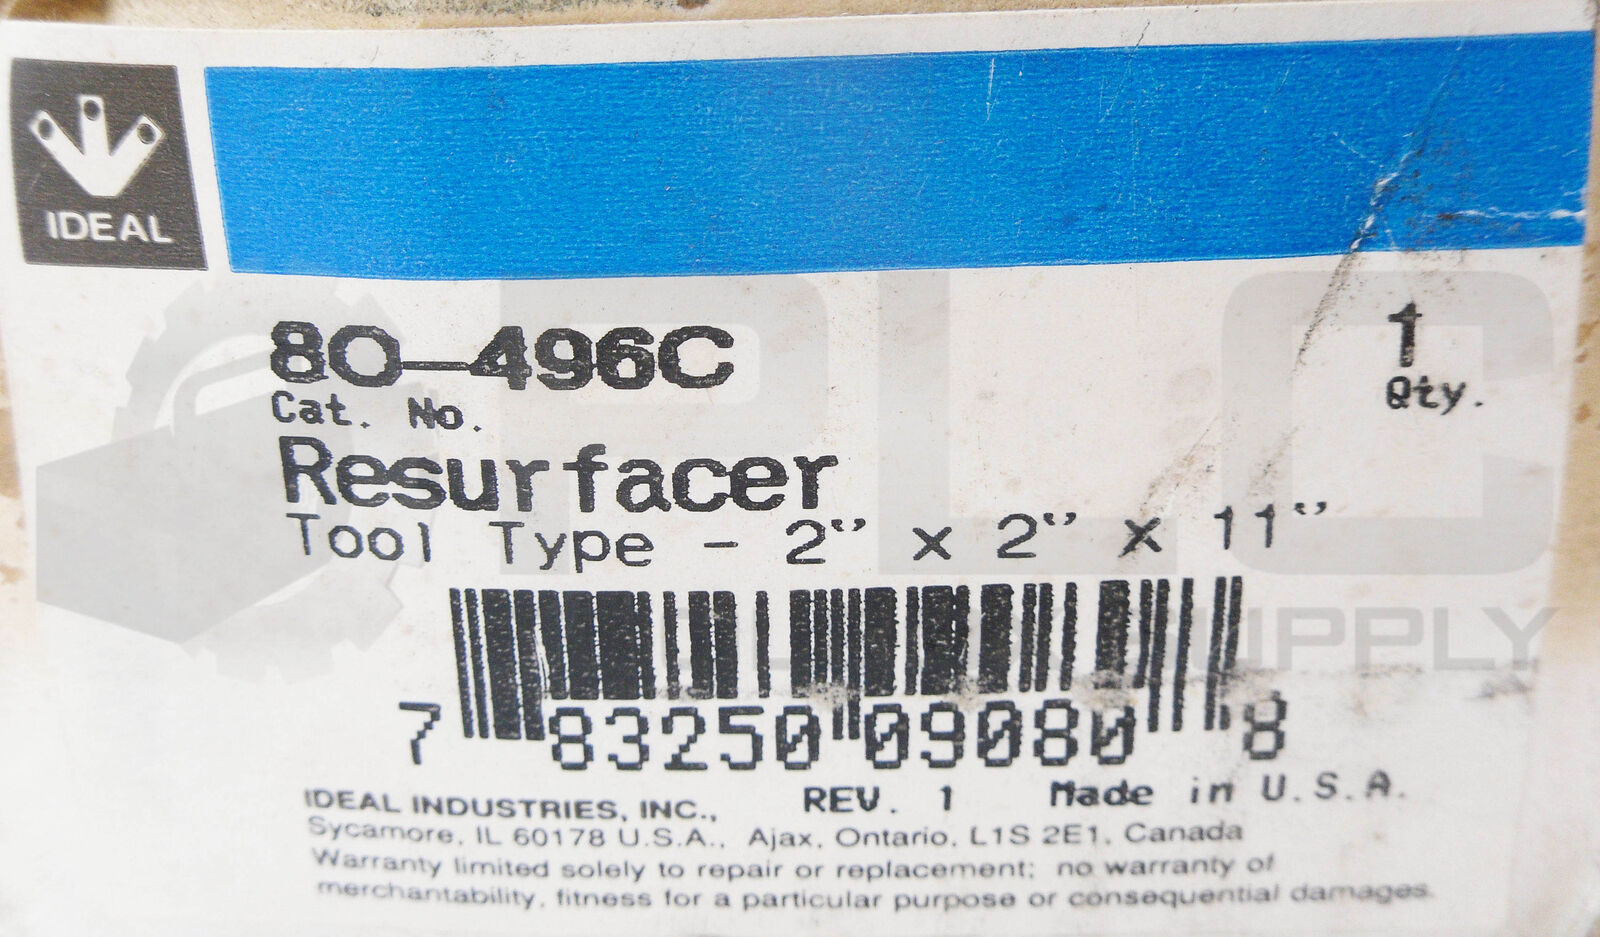 IDEAL
80-496C
1
Cat. No.
Qty.
Resurfacer
Tool Type - 2" x 2" x 11"
PLC
SUPPLY
7 83250 09080 8
IDEAL INDUSTRIES, INC., REV. 1 Made in U.S.A.
Sycamore, IL 60178 U.S.A., Ajax, Ontario, L1S 2E1, Canada
Warranty limited solely to repair or replacement; no warranty of
merchantability, fitness for a particular purpose or consequential damages.